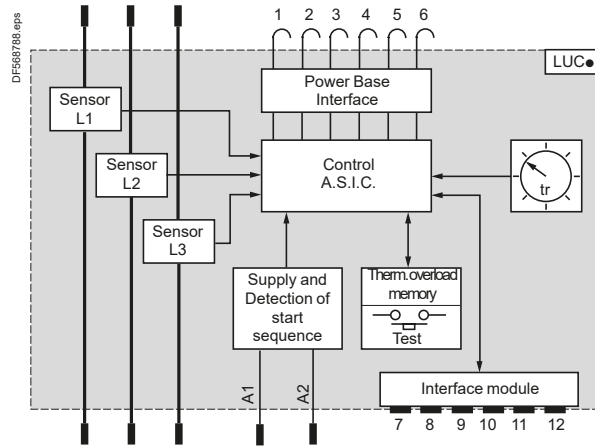 DF568788.eps
1 2 3 4 5 6
LUC●
Power Base
Interface
Sensor
L1
Sensor
L2
Sensor
L3
Control
A.S.I.C.
tr
Supply and
Detection of
start
sequence
Therm.overload
memory
Test
A1
A2
Interface module
7 8 9 10 11 12